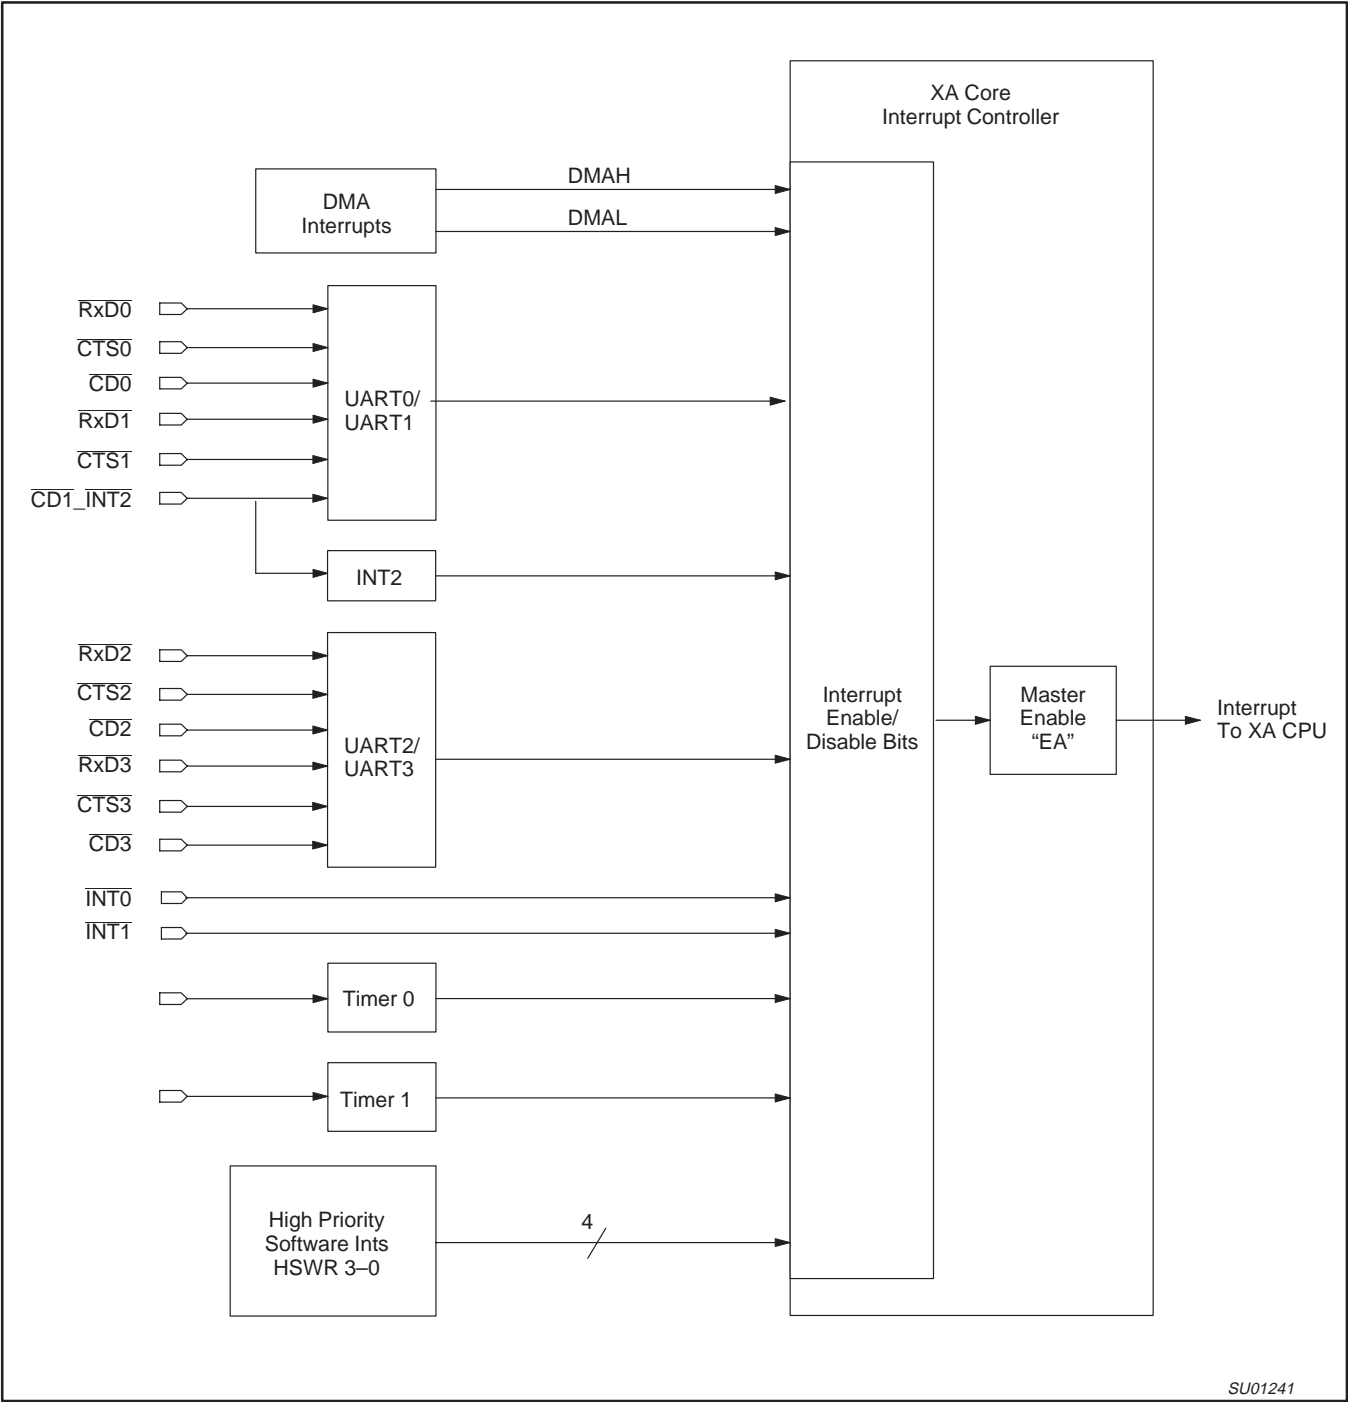 XA Core
Interrupt Controller
DMA
Interrupts
DMAH
DMAL
RxD0
CTS0
CD0
RxD1
CTS1
CD1_INT2
UART0/
UART1
INT2
RxD2
CTS2
CD2
RxD3
CTS3
CD3
UART2/
UART3
Interrupt
Enable/
Disable Bits
Master
Enable
“EA”
Interrupt
To XA CPU
INT0
INT1
Timer 0
Timer 1
High Priority
Software Ints
HSWR 3–0
4
SU01241